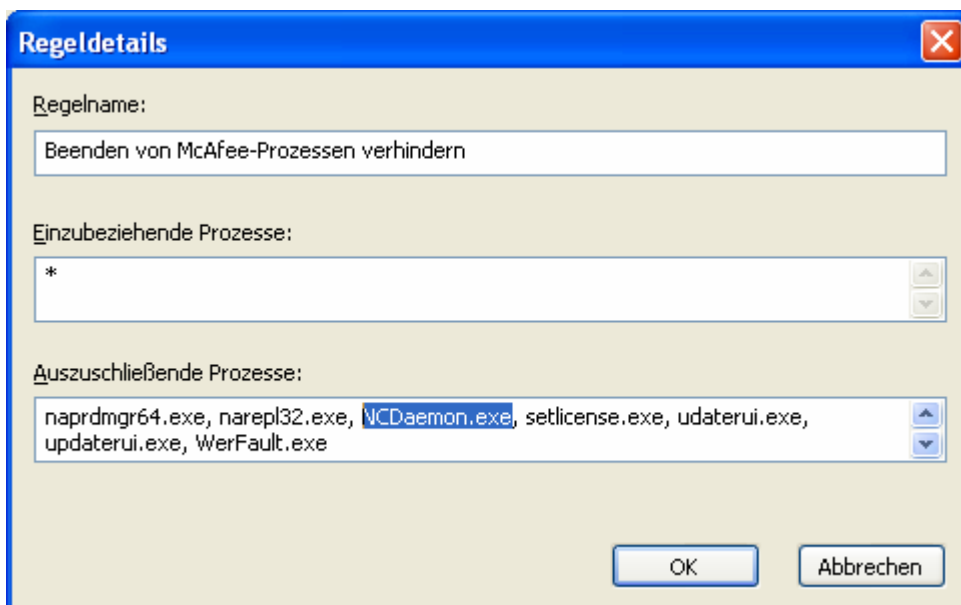 Regeldetails
Regelname:
Beenden von McAfee-Prozessen verhindern
Einzubeziehende Prozesse:
*
Auszuschließende Prozesse:
naprdmgr64.exe, narepl32.exe, NCDaemon.exe, setlicense.exe, udaterui.exe,
updaterui.exe, WerFault.exe
OK
Abbrechen